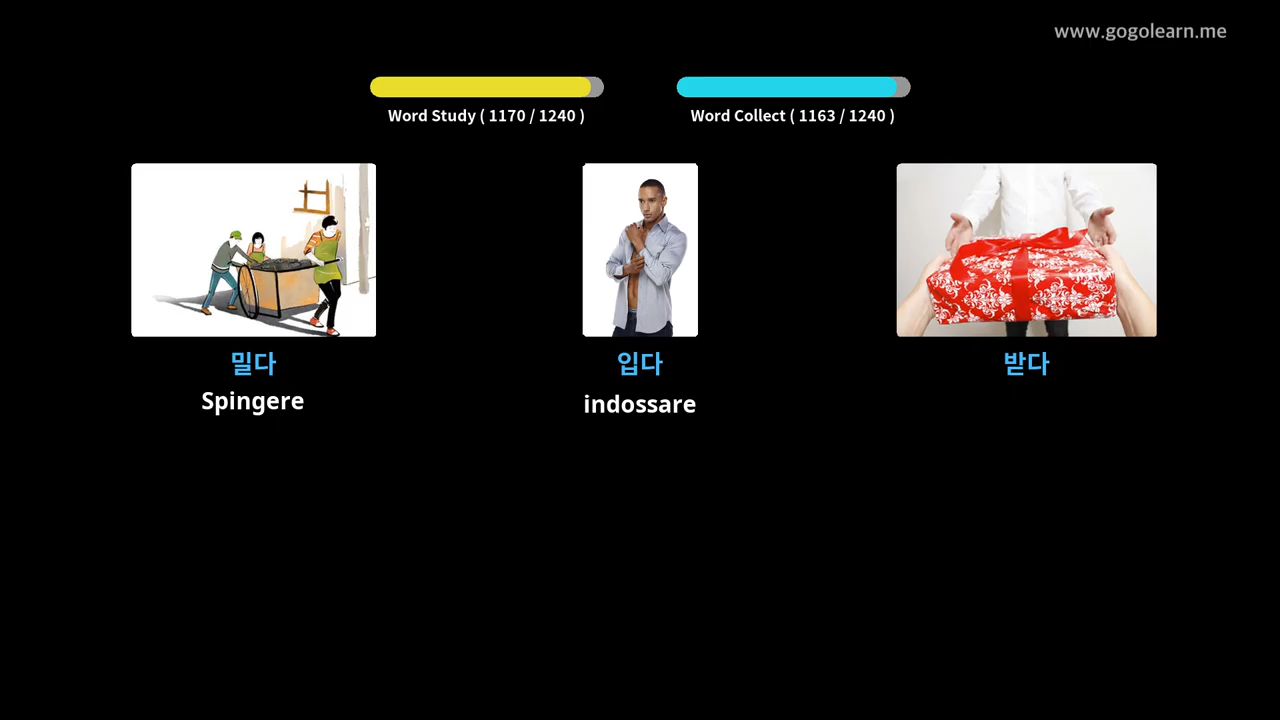 www.gogolearn.me
Word Study ( 1170 / 1240 )
Word Collect ( 1163 / 1240 )
밀다
입다
받다
Spingere
indossare